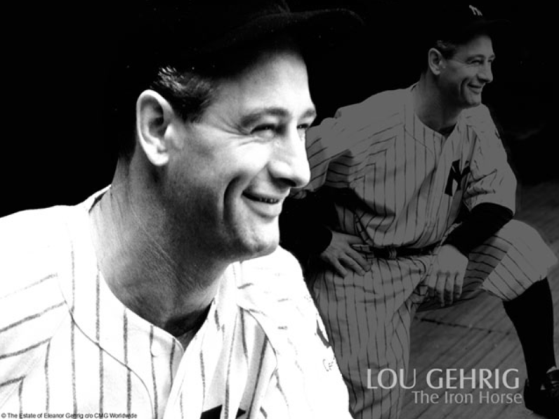 LOU GEHRIG
The Iron Horse
© The Estate of Eleanor Gehrig c/o CMG Worldwide